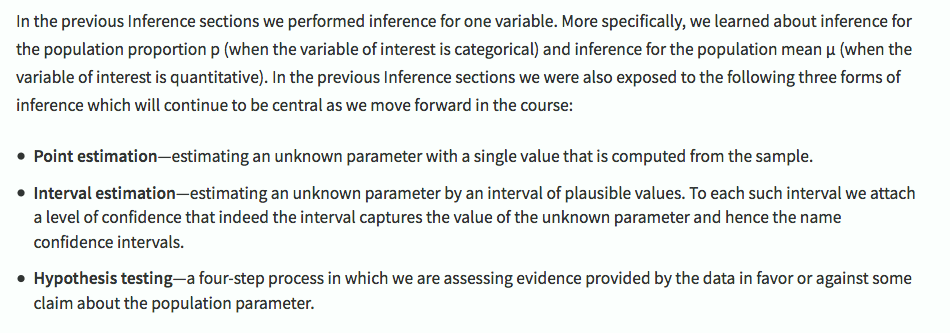 In the previous Inference sections we performed inference for one variable. More specifically, we learned about inference for
the population proportion p (when the variable of interest is categorical) and inference for the population mean μ (when the
variable of interest is quantitative). In the previous Inference sections we were also exposed to the following three forms of
inference which will continue to be central as we move forward in the course:
• Point estimation—estimating an unknown parameter with a single value that is computed from the sample.
• Interval estimation—estimating an unknown parameter by an interval of plausible values. To each such interval we attach
a level of confidence that indeed the interval captures the value of the unknown parameter and hence the name
confidence intervals.
• Hypothesis testing—a four-step process in which we are assessing evidence provided by the data in favor or against some
claim about the population parameter.